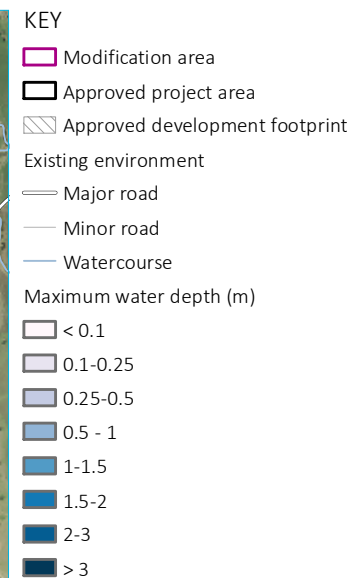 KEY
Modification area
Approved project area
Approved development footprint
Existing environment
Major road
Minor road
Watercourse
Maximum water depth (m)
< 0.1
0.1-0.25
0.25-0.5
0.5 - 1
1-1.5
1.5-2
2-3
> 3